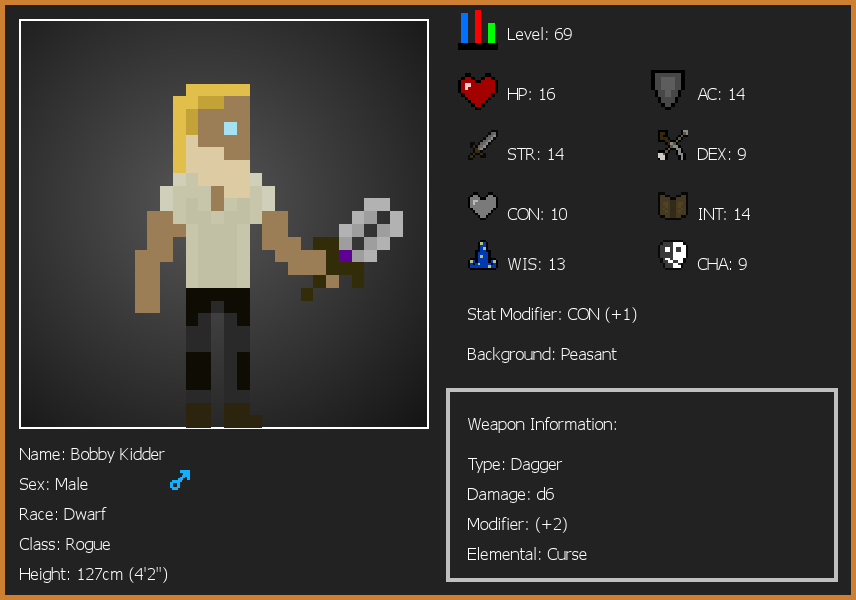 Level: 69
HP: 16
AC: 14
STR: 14
DEX: 9
CON: 10
INT: 14
WIS: 13
CHA: 9
Stat Modifier: CON (+1)
Background: Peasant
Weapon Information:
Type: Dagger
Damage: d6
Modifier: (+2)
Elemental: Curse
Name: Bobby Kidder
Sex: Male
Race: Dwarf
Class: Rogue
Height: 127cm (4'2")